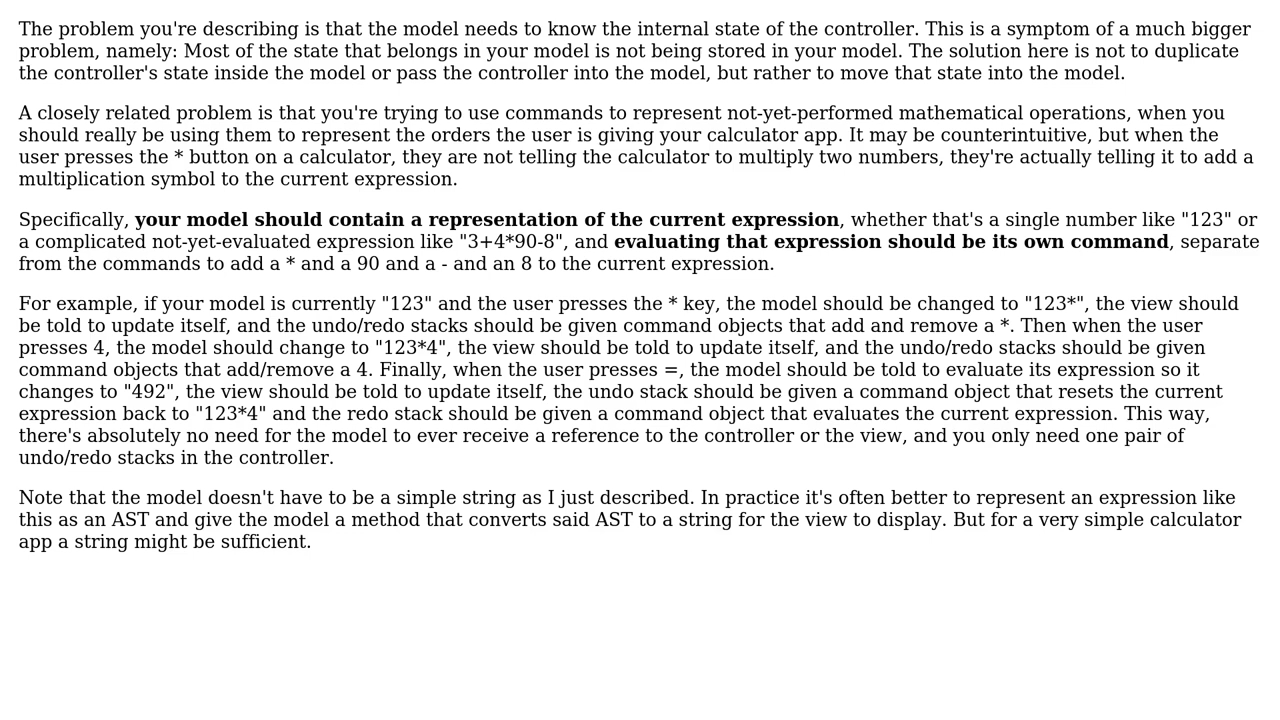 The problem you're describing is that the model needs to know the internal state of the controller. This is a symptom of a much bigger
problem, namely: Most of the state that belongs in your model is not being stored in your model. The solution here is not to duplicate
the controller's state inside the model or pass the controller into the model, but rather to move that state into the model.
A closely related problem is that you're trying to use commands to represent not-yet-performed mathematical operations, when you
should really be using them to represent the orders the user is giving your calculator app. It may be counterintuitive, but when the
user presses the * button on a calculator, they are not telling the calculator to multiply two numbers, they're actually telling it to add a
multiplication symbol to the current expression.
Specifically, your model should contain a representation of the current expression, whether that's a single number like "123" or
a complicated not-yet-evaluated expression like "3+4*90-8", and evaluating that expression should be its own command, separate
from the commands to add a * and a 90 and a - and an 8 to the current expression.
For example, if your model is currently "123" and the user presses the * key, the model should be changed to "123*", the view should
be told to update itself, and the undo/redo stacks should be given command objects that add and remove a *. Then when the user
presses 4, the model should change to "123*4", the view should be told to update itself, and the undo/redo stacks should be given
command objects that add/remove a 4. Finally, when the user presses =, the model should be told to evaluate its expression so it
changes to "492", the view should be told to update itself, the undo stack should be given a command object that resets the current
expression back to "123*4" and the redo stack should be given a command object that evaluates the current expression. This way,
there's absolutely no need for the model to ever receive a reference to the controller or the view, and you only need one pair of
undo/redo stacks in the controller.
Note that the model doesn't have to be a simple string as I just described. In practice it's often better to represent an expression like
this as an AST and give the model a method that converts said AST to a string for the view to display. But for a very simple calculator
app a string might be sufficient.